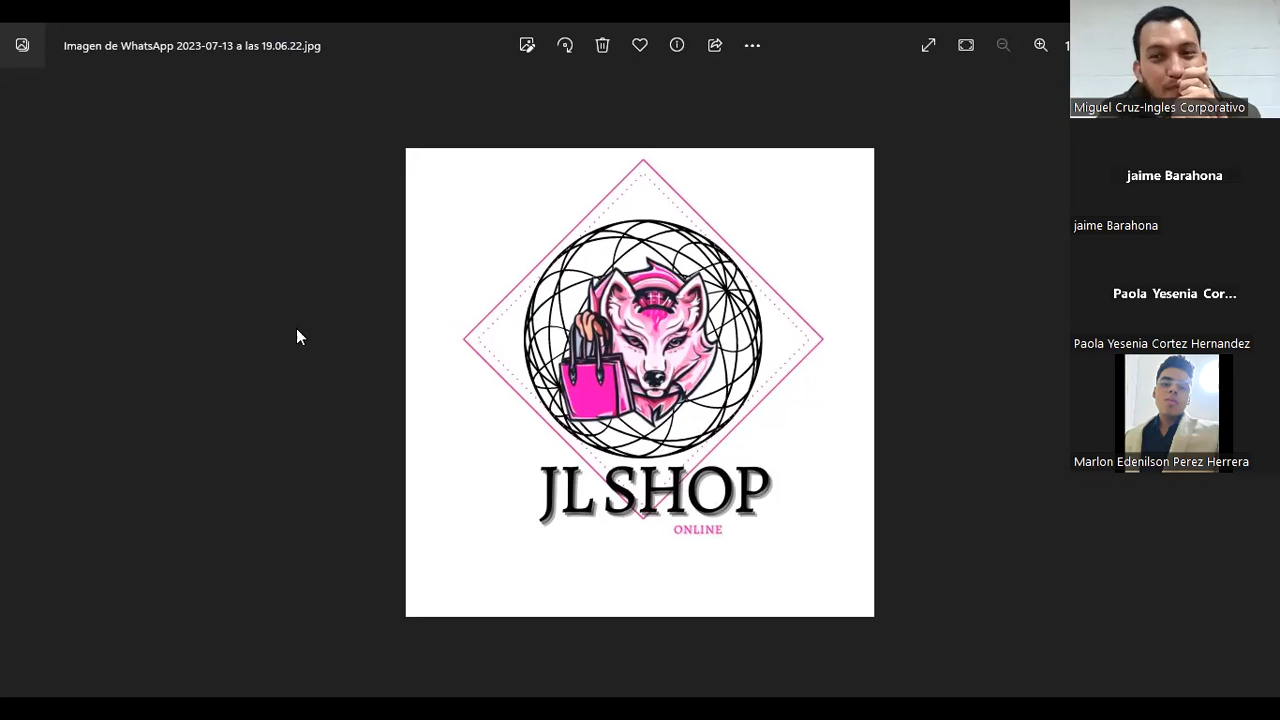 Imagen de WhatsApp 2023-07-13 a las 19.06.22.jpg
JL SHOP
ONLINE
Miguel Cruz-Ingles Corporativo
jaime Barahona
jaime Barahona
Paola Yesenia Cor...
Paola Yesenia Cortez Hernandez
Marlon Edenilson Perez Herrera